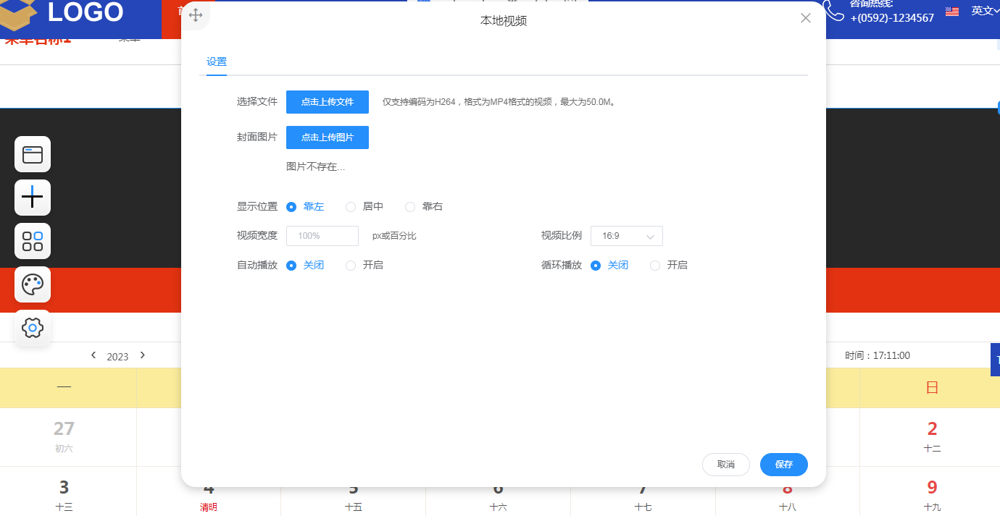 LOGO
咨询热线:
+(0592)-1234567
英文
本地视频
菜单名称1
菜单
设置
选择文件
点击上传文件
仅支持编码为H264，格式为MP4格式的视频，最大为50.0M。
封面图片
点击上传图片
图片不存在...
显示位置
靠左
居中
靠右
视频宽度
100%
px或百分比
视频比例
16:9
自动播放
关闭
开启
循环播放
关闭
开启
2023
时间：17:11:00
一
日
27
初六
2
十二
取消
保存
3
4
5
6
7
8
9
十三
清明
十五
十六
十七
十八
十九